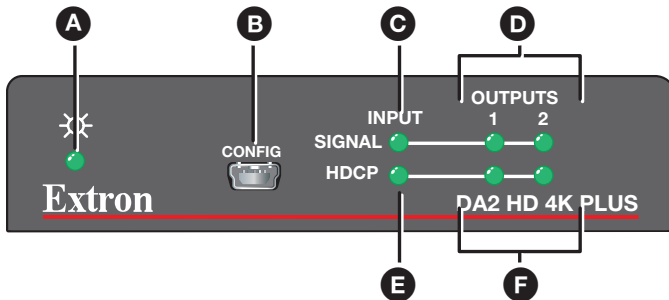 A B C D
OUTPUTS
INPUT 1 2
SIGNAL
CONFIG
HDCP
Extron DA2 HD 4K PLUS
E F